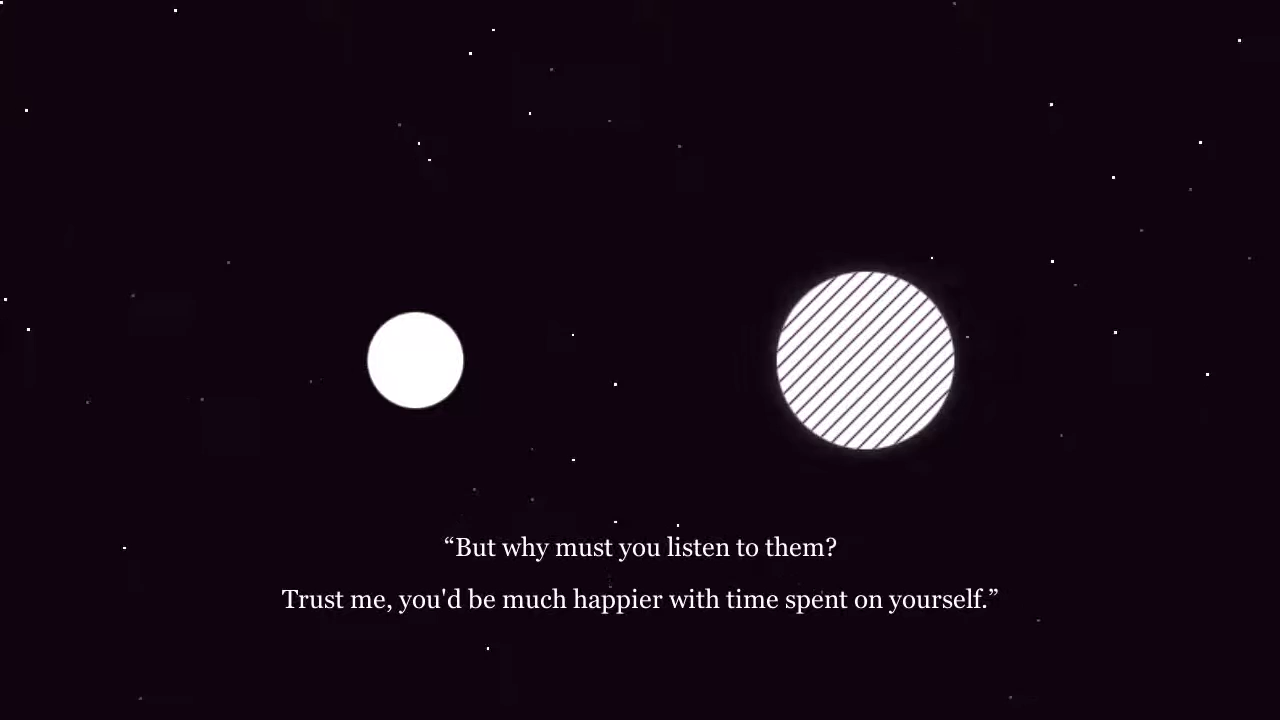 “But why must you listen to them?
Trust me, you'd be much happier with time spent on yourself.”